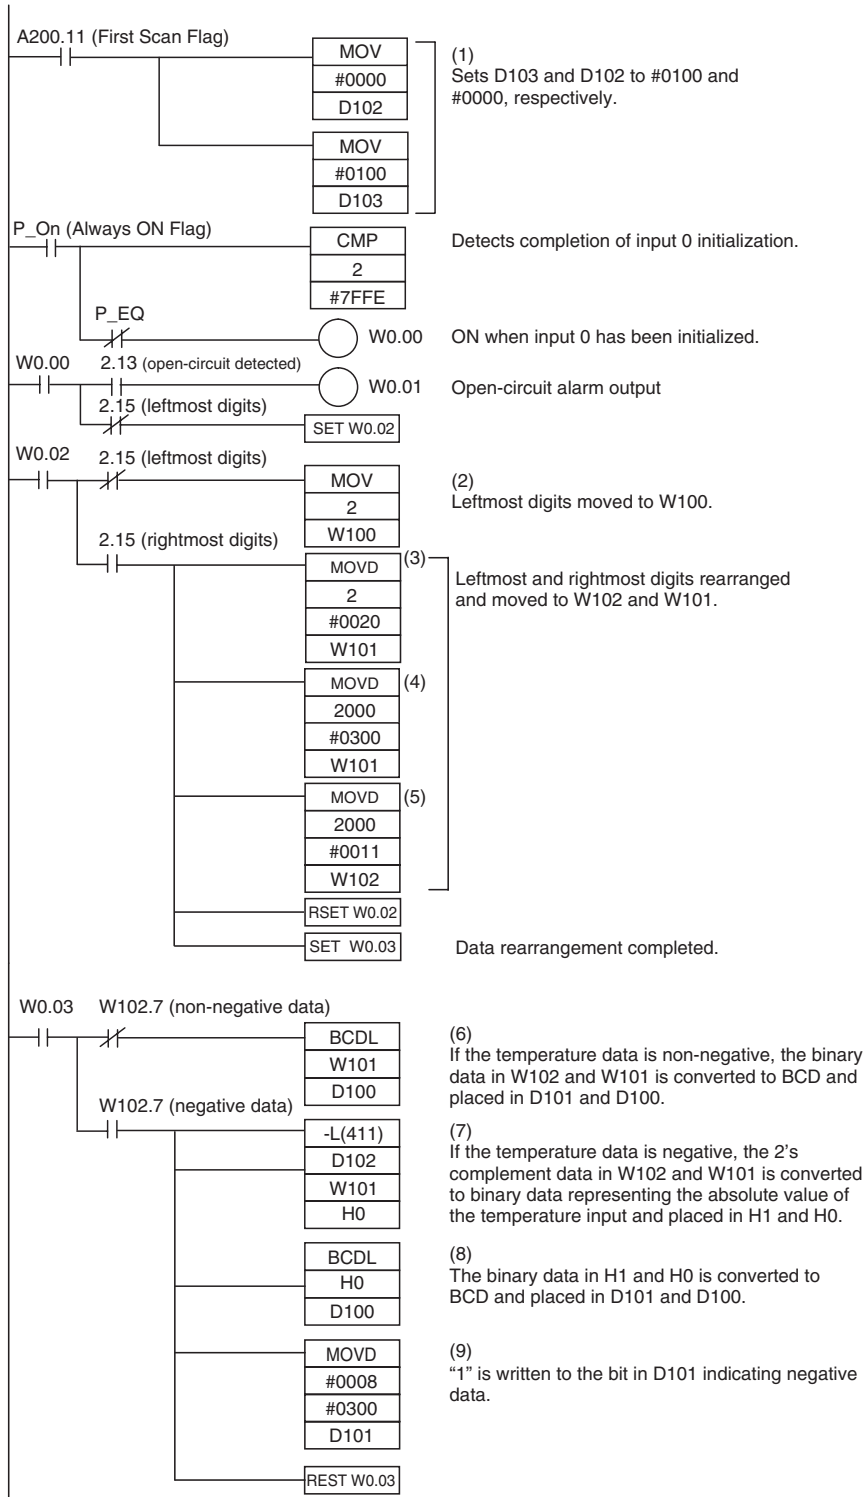 A200.11 (First Scan Flag)
MOV
#0000
D102
(1)
Sets D103 and D102 to #0100 and
#0000, respectively.
MOV
#0100
D103
P_On (Always ON Flag)
CMP
2
#7FFE
Detects completion of input 0 initialization.
P_EQ
W0.00
ON when input 0 has been initialized.
W0.00
2.13 (open-circuit detected)
W0.01
Open-circuit alarm output
2.15 (leftmost digits)
SET W0.02
W0.02
2.15 (leftmost digits)
MOV
2
W100
(2)
Leftmost digits moved to W100.
2.15 (rightmost digits)
MOVD
2
#0020
W101
(3)
Leftmost and rightmost digits rearranged
and moved to W102 and W101.
MOVD
2000
#0300
W101
(4)
MOVD
2000
#0011
W102
(5)
RSET W0.02
SET W0.03
Data rearrangement completed.
W0.03
W102.7 (non-negative data)
BCDL
W101
D100
(6)
If the temperature data is non-negative, the binary
data in W102 and W101 is converted to BCD and
placed in D101 and D100.
W102.7 (negative data)
-L(411)
D102
W101
H0
(7)
If the temperature data is negative, the 2's
complement data in W102 and W101 is converted
to binary data representing the absolute value of
the temperature input and placed in H1 and H0.
BCDL
H0
D100
(8)
The binary data in H1 and H0 is converted to
BCD and placed in D101 and D100.
MOVD
#0008
#0300
D101
(9)
“1” is written to the bit in D101 indicating negative
data.
REST W0.03